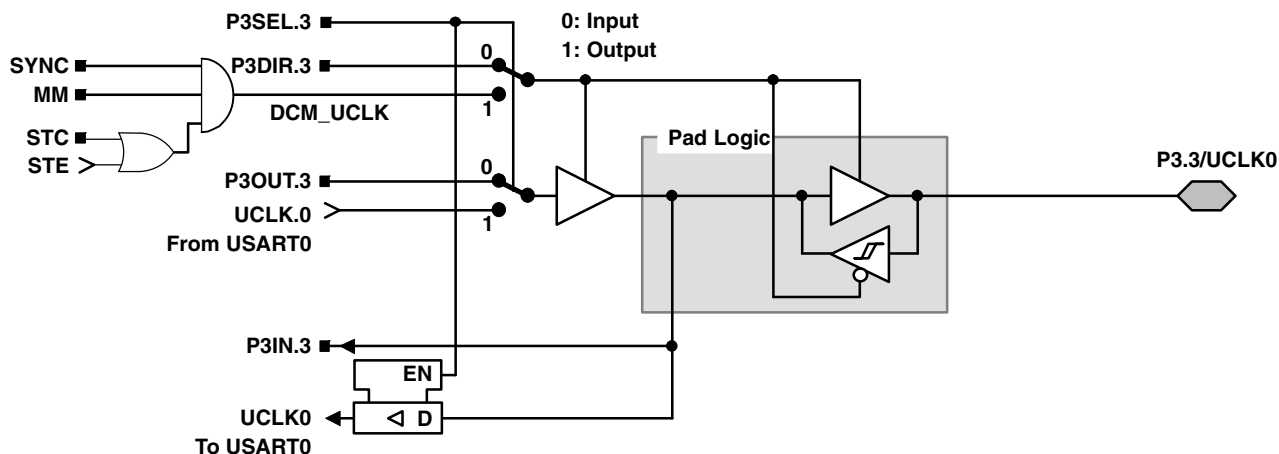 P3SEL.3
0: Input
1: Output
SYNC
P3DIR.3
0
MM
1
DCM_UCLK
STC
STE
Pad Logic
P3.3/UCLK0
P3OUT.3
0
UCLK.0
1
From USART0
P3IN.3
EN
UCLK0
D
To USART0